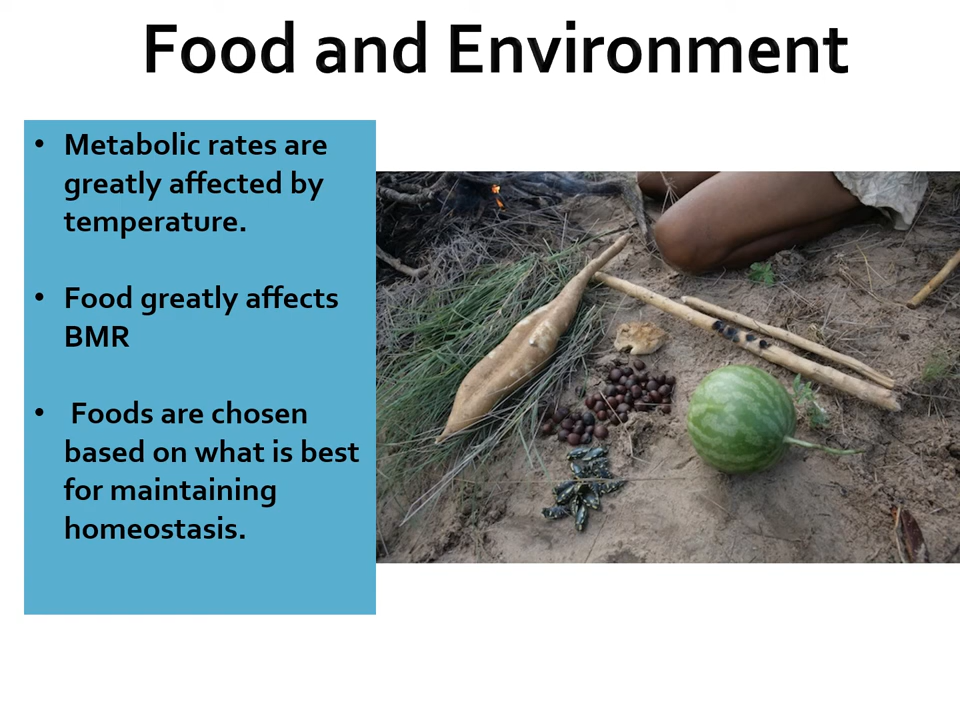 Food and Environment
• Metabolic rates are
greatly affected by
temperature.
• Food greatly affects
BMR
• Foods are chosen
based on what is best
for maintaining
homeostasis.